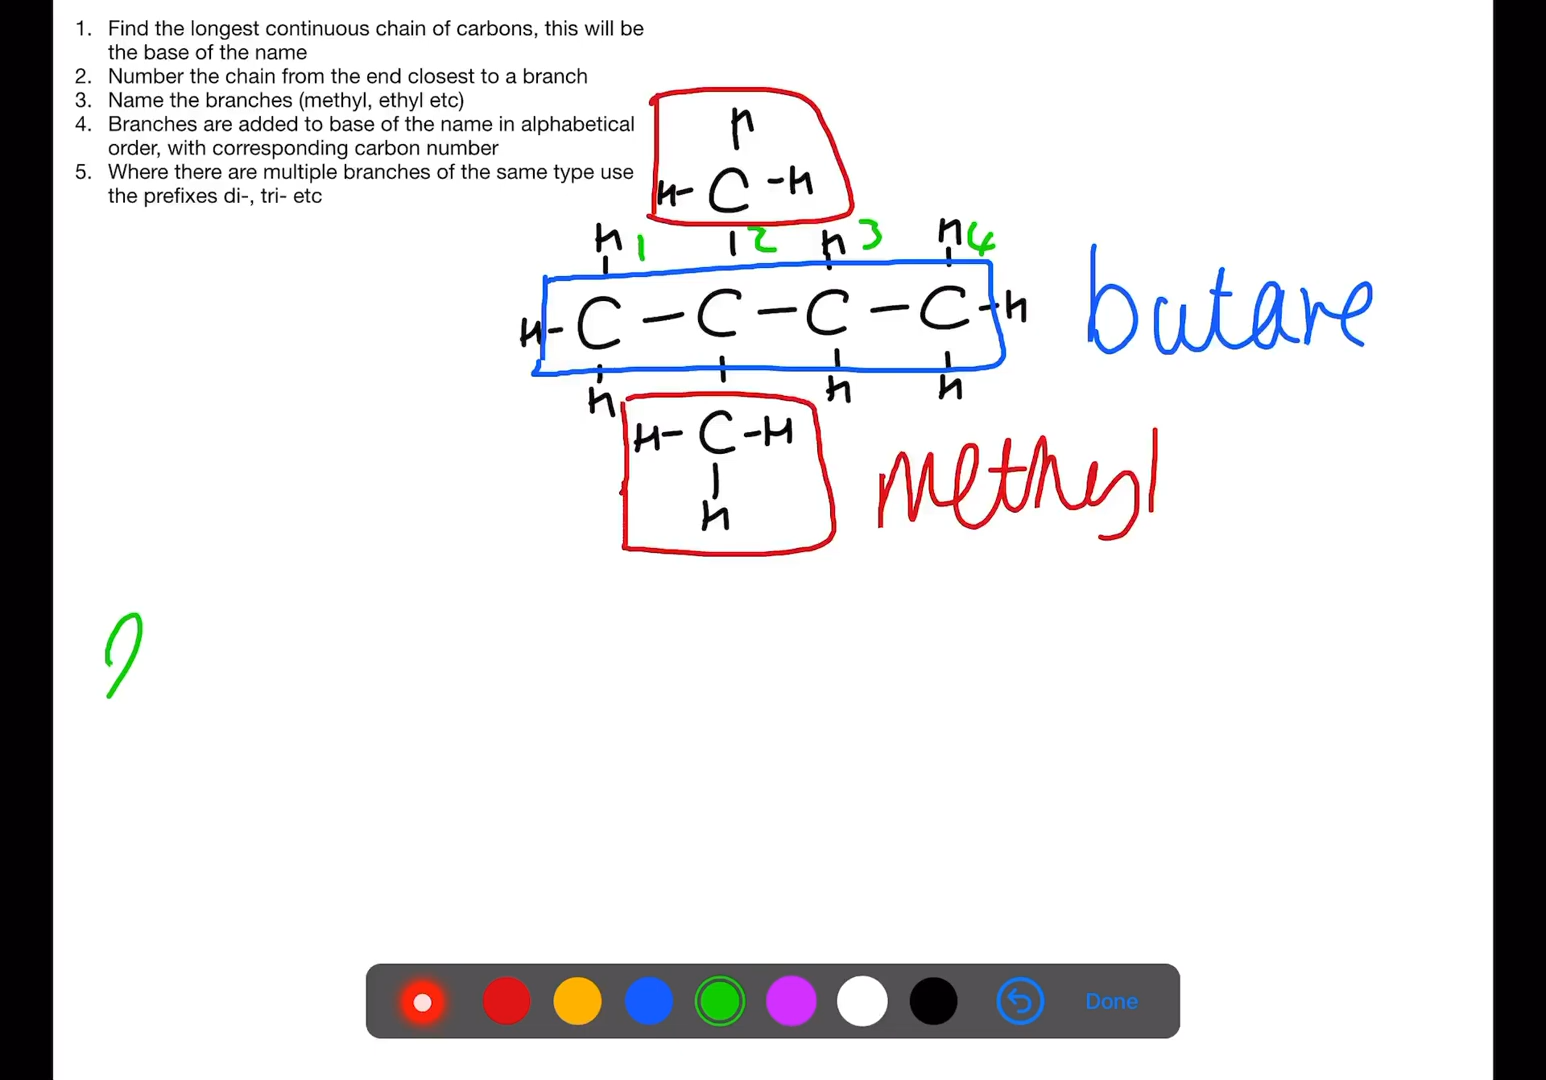 1. Find the longest continuous chain of carbons, this will be
the base of the name
2. Number the chain from the end closest to a branch
3. Name the branches (methyl, ethyl etc)
4. Branches are added to base of the name in alphabetical
order, with corresponding carbon number
5. Where there are multiple branches of the same type use
the prefixes di-, tri- etc
H
H-C-H
H 1 2 H 3 H 4
H-C-C-C-C-H butane
H H H
H-C-H methyl
H
2
Done